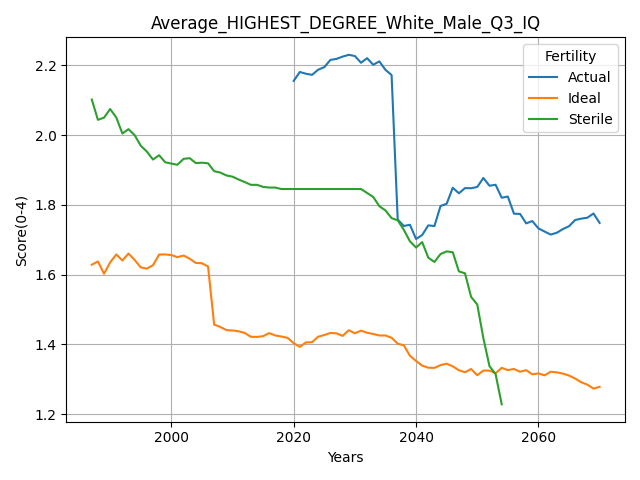 Average_HIGHEST_DEGREE_White_Male_Q3_IQ
Fertility
Actual
Ideal
Sterile
Score(0-4)
2.2
2.0
1.8
1.6
1.4
1.2
2000
2020
2040
2060
Years